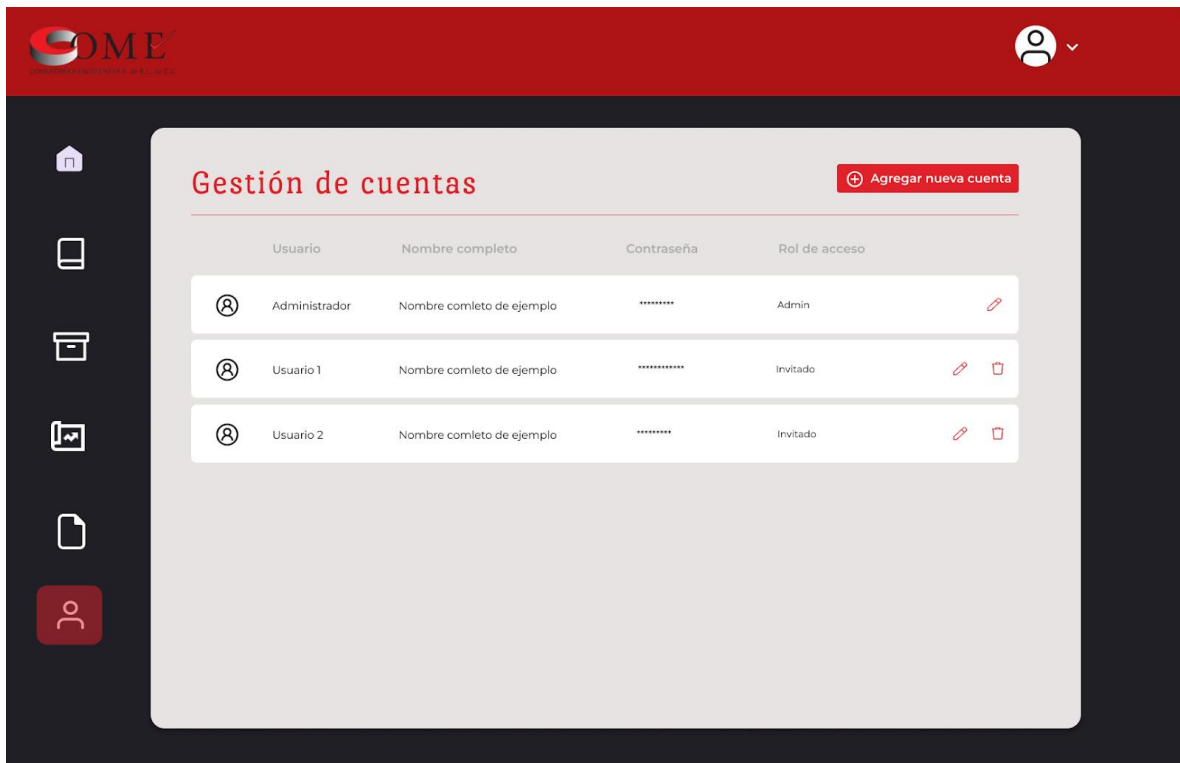 COME
Gestión de cuentas
Agregar nueva cuenta
Usuario Nombre completo Contraseña Rol de acceso
Administrador Nombre comleto de ejemplo ********* Admin
Usuario 1 Nombre comleto de ejemplo ************ Invitado
Usuario 2 Nombre comleto de ejemplo ********* Invitado